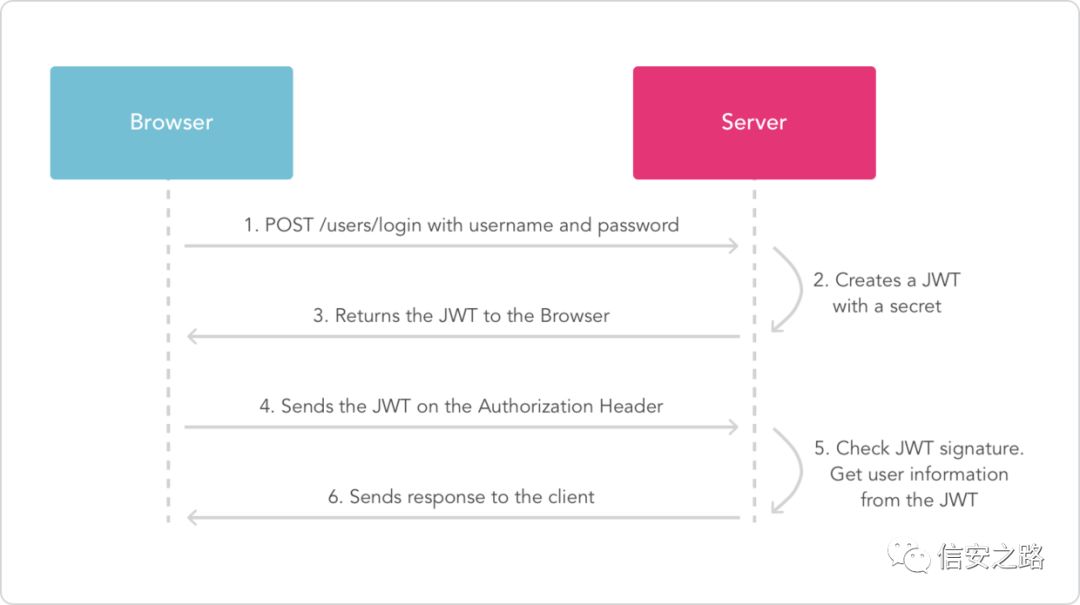 Browser
Server
1. POST /users/login with username and password
2. Creates a JWT
with a secret
3. Returns the JWT to the Browser
4. Sends the JWT on the Authorization Header
5. Check JWT signature.
Get user information
from the JWT
6. Sends response to the client
信安之路